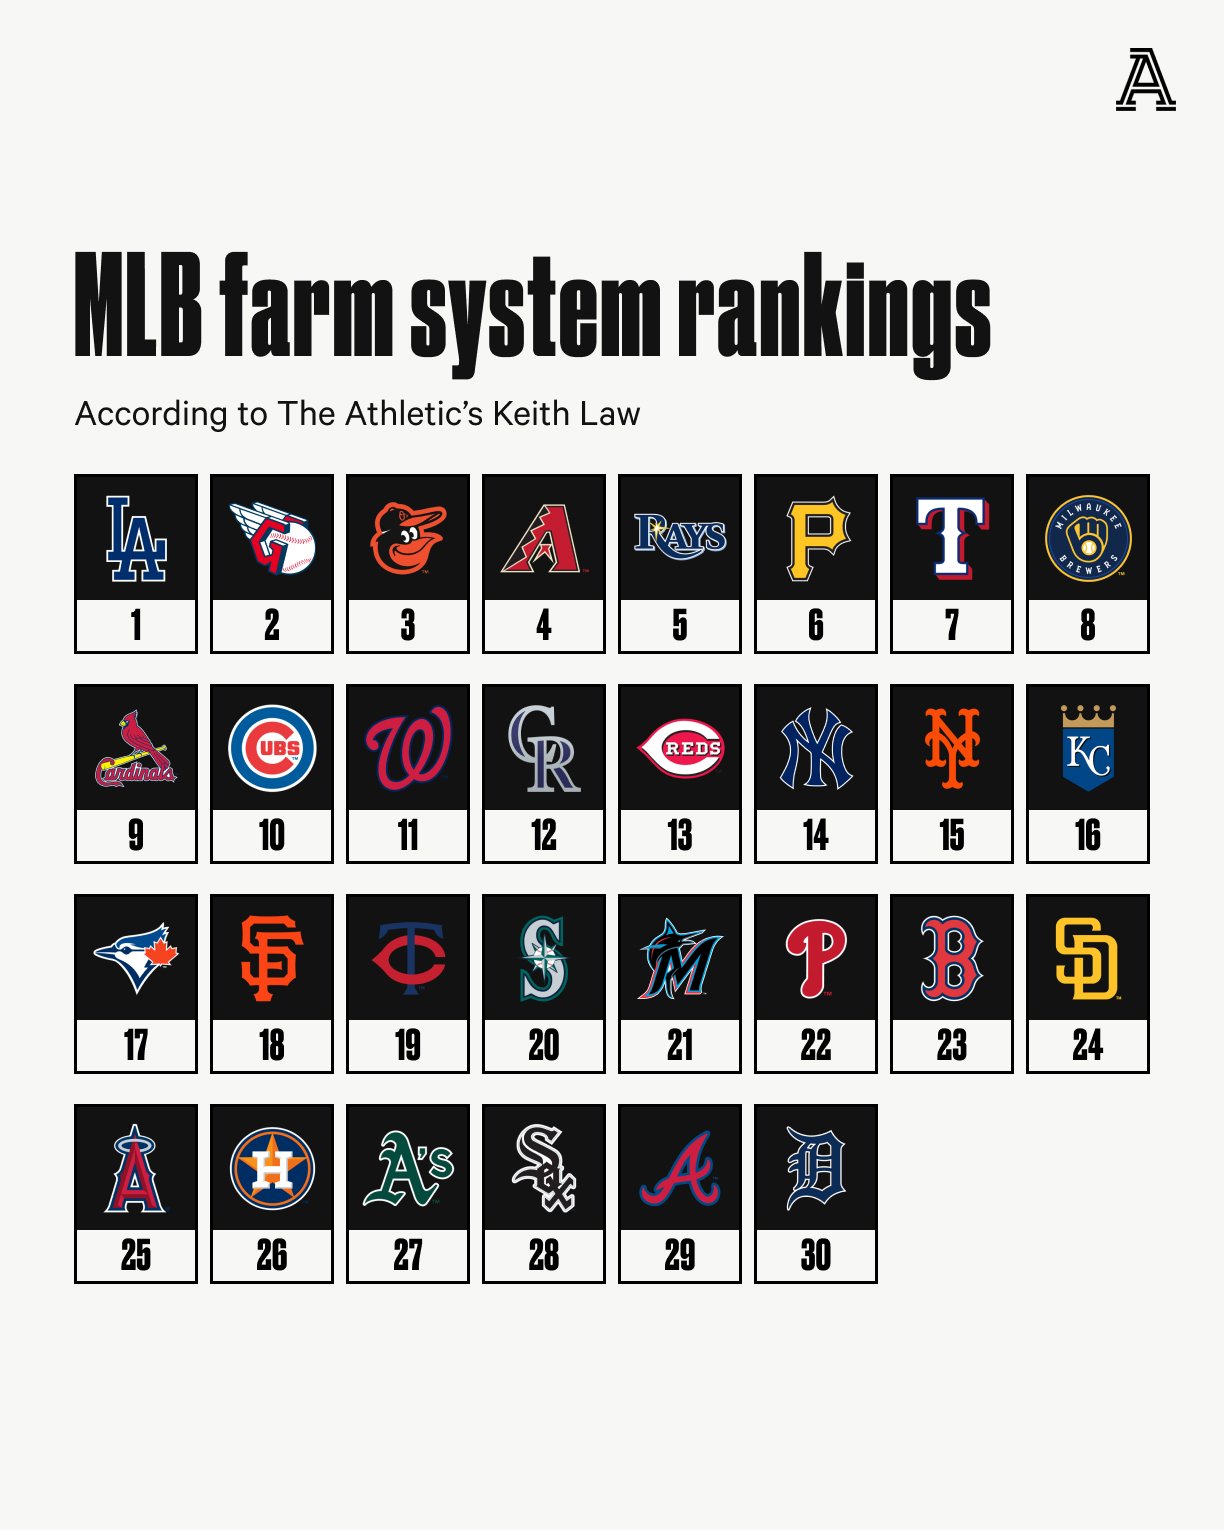 A
MLB farm system rankings
According to The Athletic’s Keith Law
LA G A RAYS P T MILWAUKEE BREWERS
1 2 3 4 5 6 7 8
Cardinals CUBS W CR REDS NY NY KC
9 10 11 12 13 14 15 16
SF TC S M P B SD
17 18 19 20 21 22 23 24
A H A's Sox A D
25 26 27 28 29 30